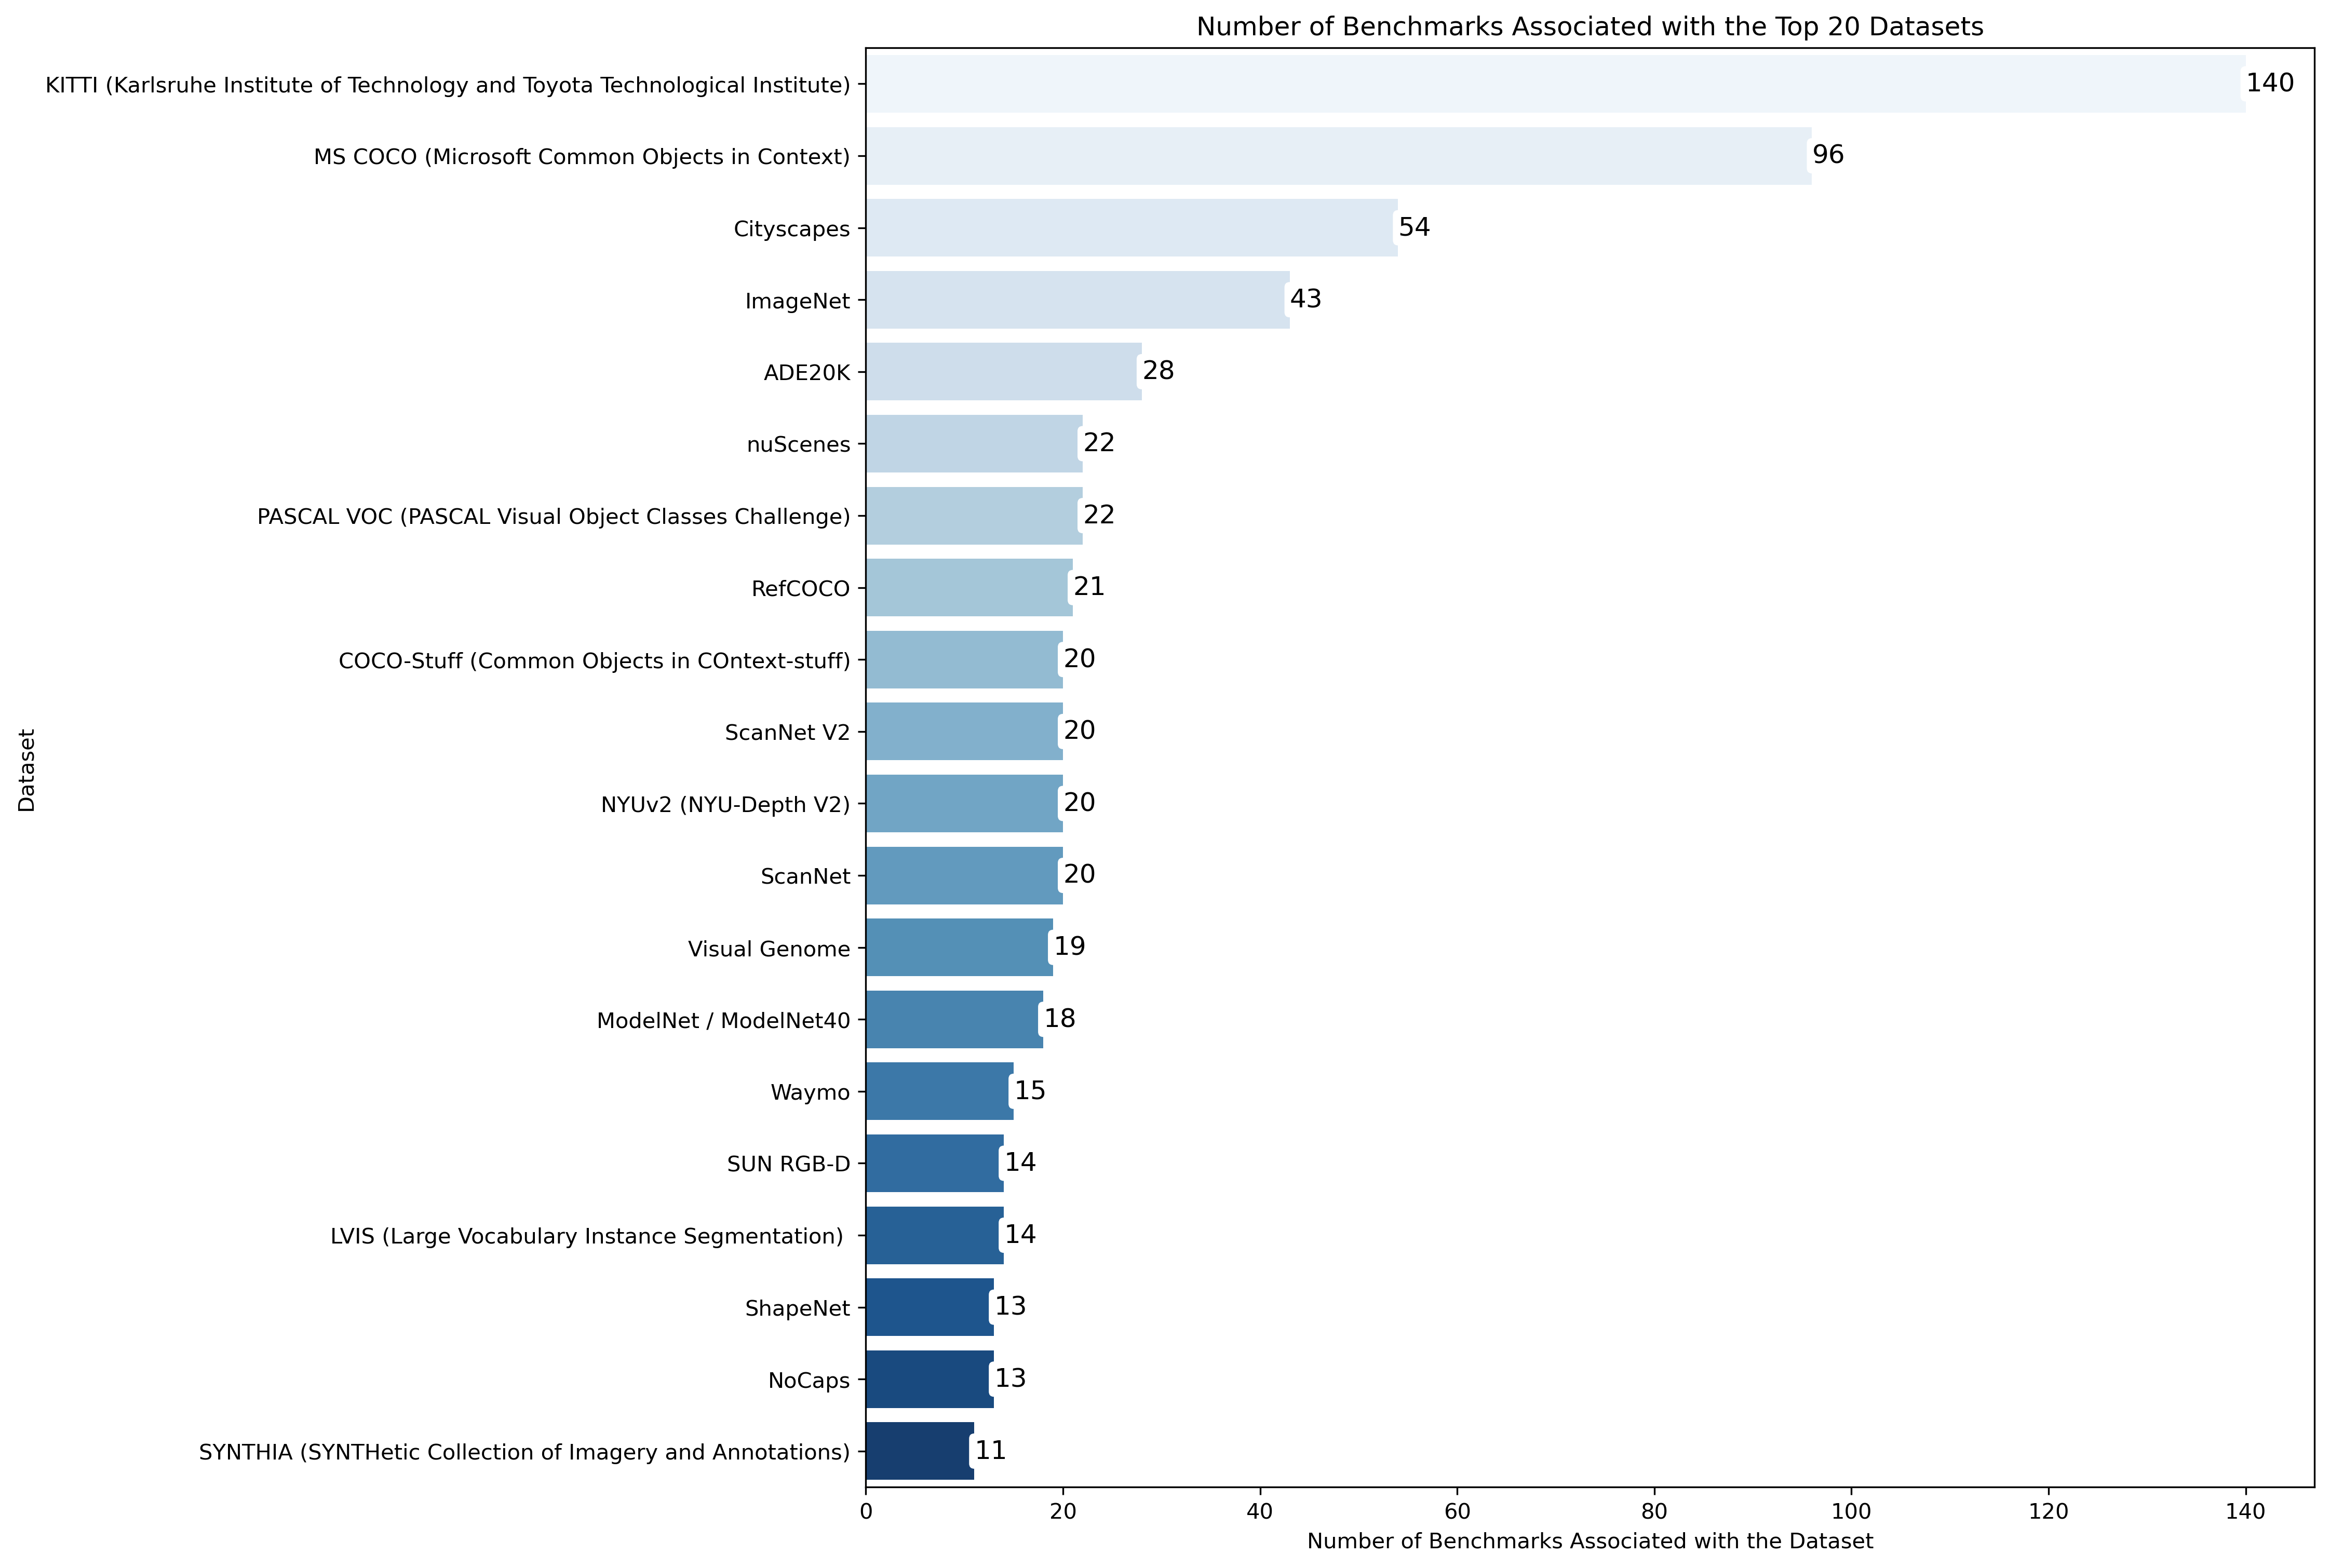 Number of Benchmarks Associated with the Top 20 Datasets
KITTI (Karlsruhe Institute of Technology and Toyota Technological Institute) 140
MS COCO (Microsoft Common Objects in Context) 96
Cityscapes 54
ImageNet 43
ADE20K 28
nuScenes 22
PASCAL VOC (PASCAL Visual Object Classes Challenge) 22
RefCOCO 21
COCO-Stuff (Common Objects in COntext-stuff) 20
ScanNet V2 20
NYUv2 (NYU-Depth V2) 20
ScanNet 20
Visual Genome 19
ModelNet / ModelNet40 18
Waymo 15
SUN RGB-D 14
LVIS (Large Vocabulary Instance Segmentation) 14
ShapeNet 13
NoCaps 13
SYNTHIA (SYNTHetic Collection of Imagery and Annotations) 11
Dataset
0 20 40 60 80 100 120 140
Number of Benchmarks Associated with the Dataset